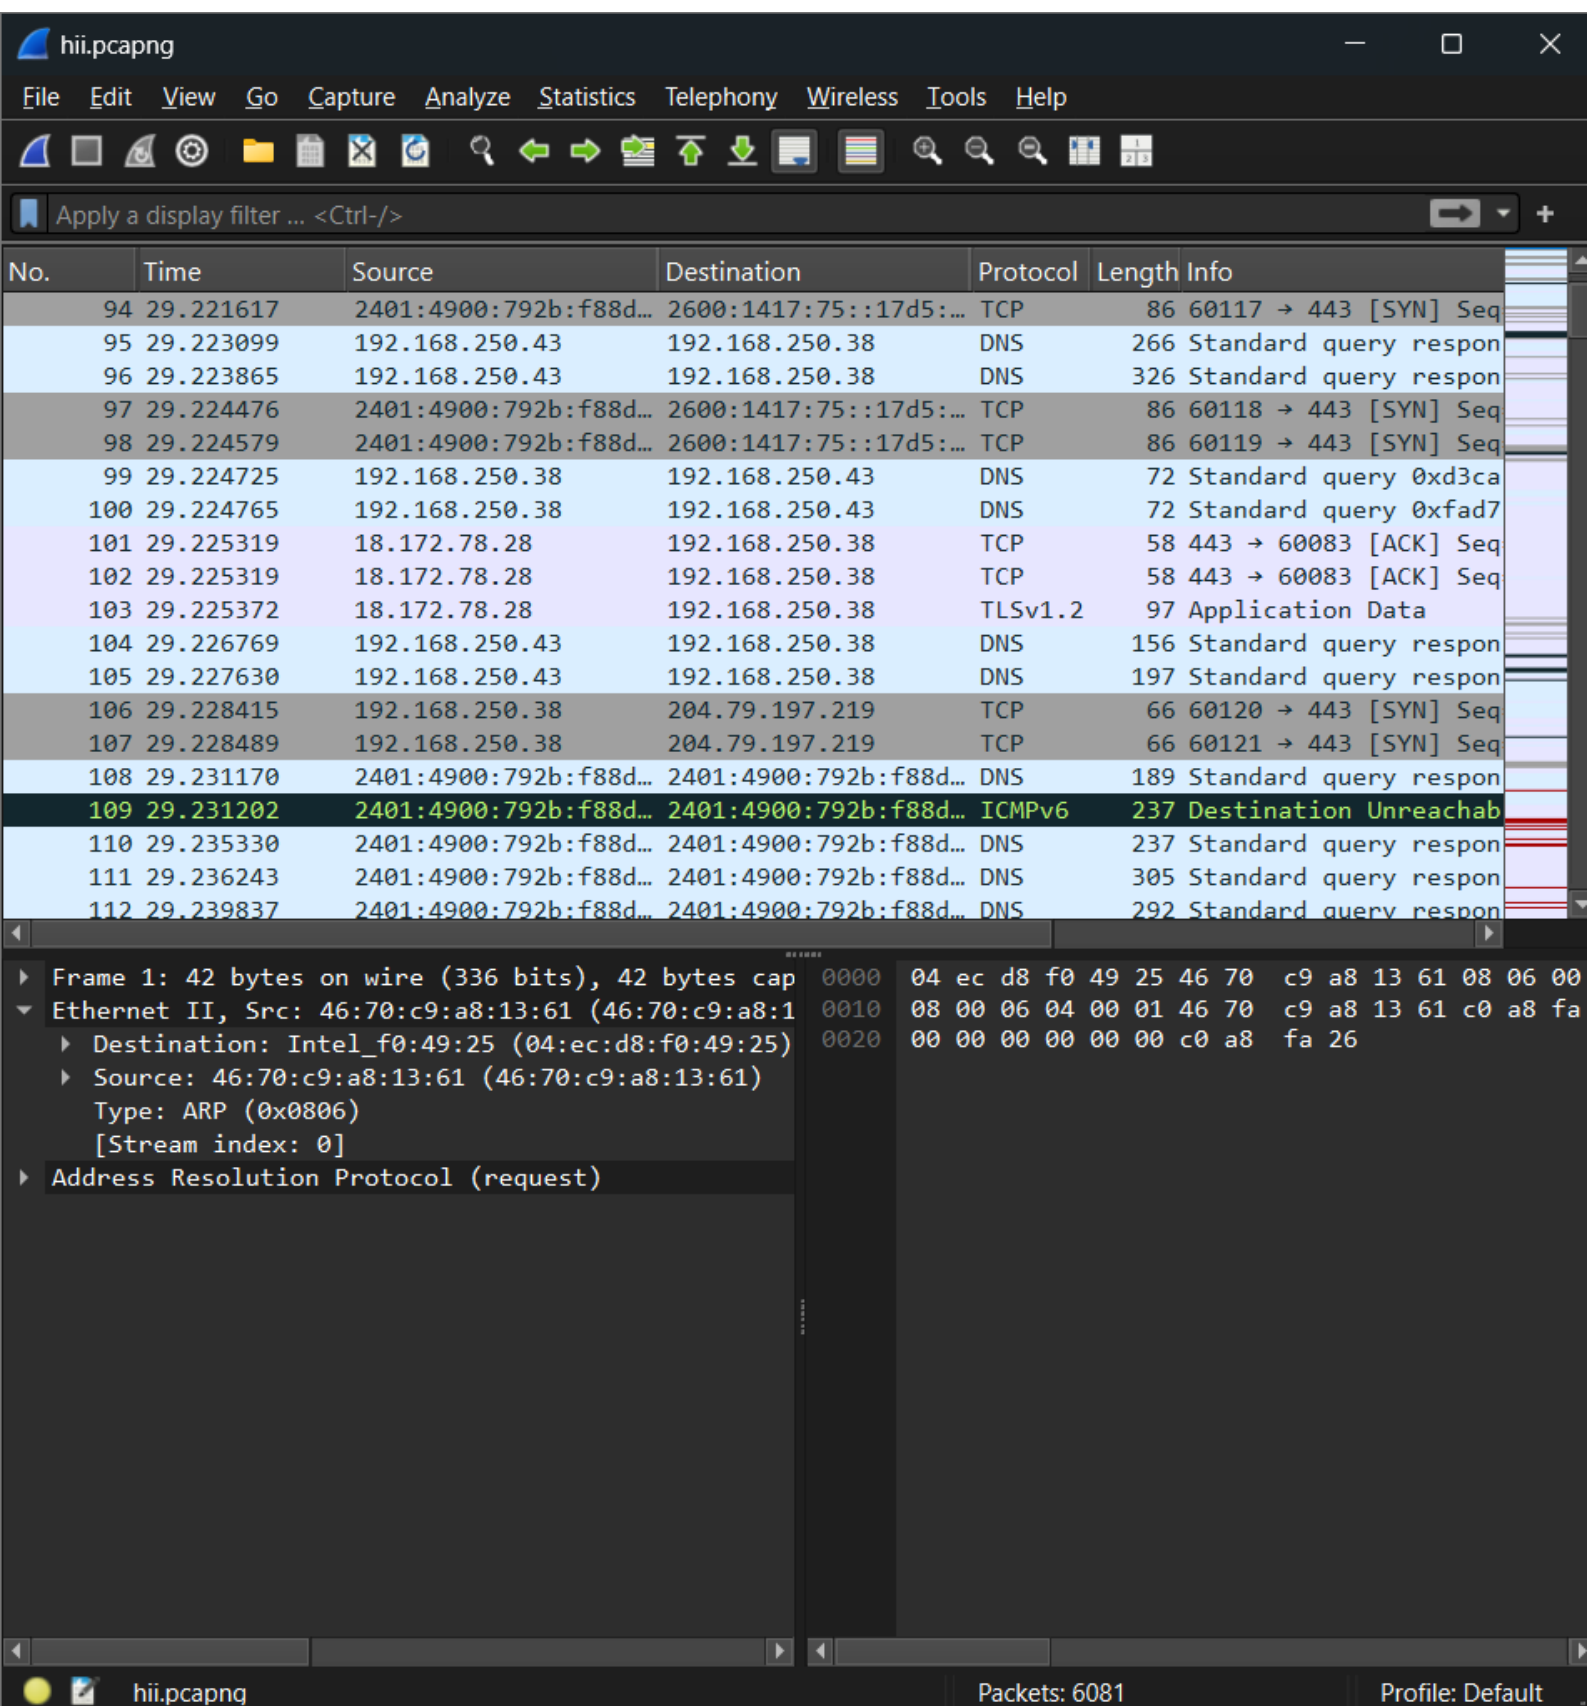 hii.pcapng
File Edit View Go Capture Analyze Statistics Telephony Wireless Tools Help
Apply a display filter ... <Ctrl-/>
No. Time Source Destination Protocol Length Info
94 29.221617 2401:4900:792b:f88d… 2600:1417:75::17d5:… TCP 86 60117 → 443 [SYN] Seq
95 29.223099 192.168.250.43 192.168.250.38 DNS 266 Standard query respon
96 29.223865 192.168.250.43 192.168.250.38 DNS 326 Standard query respon
97 29.224476 2401:4900:792b:f88d… 2600:1417:75::17d5:… TCP 86 60118 → 443 [SYN] Seq
98 29.224579 2401:4900:792b:f88d… 2600:1417:75::17d5:… TCP 86 60119 → 443 [SYN] Seq
99 29.224725 192.168.250.38 192.168.250.43 DNS 72 Standard query 0xd3ca
100 29.224765 192.168.250.38 192.168.250.43 DNS 72 Standard query 0xfad7
101 29.225319 18.172.78.28 192.168.250.38 TCP 58 443 → 60083 [ACK] Seq
102 29.225319 18.172.78.28 192.168.250.38 TCP 58 443 → 60083 [ACK] Seq
103 29.225372 18.172.78.28 192.168.250.38 TLSv1.2 97 Application Data
104 29.226769 192.168.250.43 192.168.250.38 DNS 156 Standard query respon
105 29.227630 192.168.250.43 192.168.250.38 DNS 197 Standard query respon
106 29.228415 192.168.250.38 204.79.197.219 TCP 66 60120 → 443 [SYN] Seq
107 29.228489 192.168.250.38 204.79.197.219 TCP 66 60121 → 443 [SYN] Seq
108 29.231170 2401:4900:792b:f88d… 2401:4900:792b:f88d… DNS 189 Standard query respon
109 29.231202 2401:4900:792b:f88d… 2401:4900:792b:f88d… ICMPv6 237 Destination Unreachab
110 29.235330 2401:4900:792b:f88d… 2401:4900:792b:f88d… DNS 237 Standard query respon
111 29.236243 2401:4900:792b:f88d… 2401:4900:792b:f88d… DNS 305 Standard query respon
112 29.239837 2401:4900:792b:f88d… 2401:4900:792b:f88d… DNS 292 Standard query respon
Frame 1: 42 bytes on wire (336 bits), 42 bytes cap
Ethernet II, Src: 46:70:c9:a8:13:61 (46:70:c9:a8:1
Destination: Intel_f0:49:25 (04:ec:d8:f0:49:25)
Source: 46:70:c9:a8:13:61 (46:70:c9:a8:13:61)
Type: ARP (0x0806)
[Stream index: 0]
Address Resolution Protocol (request)
0000 04 ec d8 f0 49 25 46 70 c9 a8 13 61 08 06 00
0010 08 00 06 04 00 01 46 70 c9 a8 13 61 c0 a8 fa
0020 00 00 00 00 00 00 c0 a8 fa 26
hii.pcapng Packets: 6081 Profile: Default